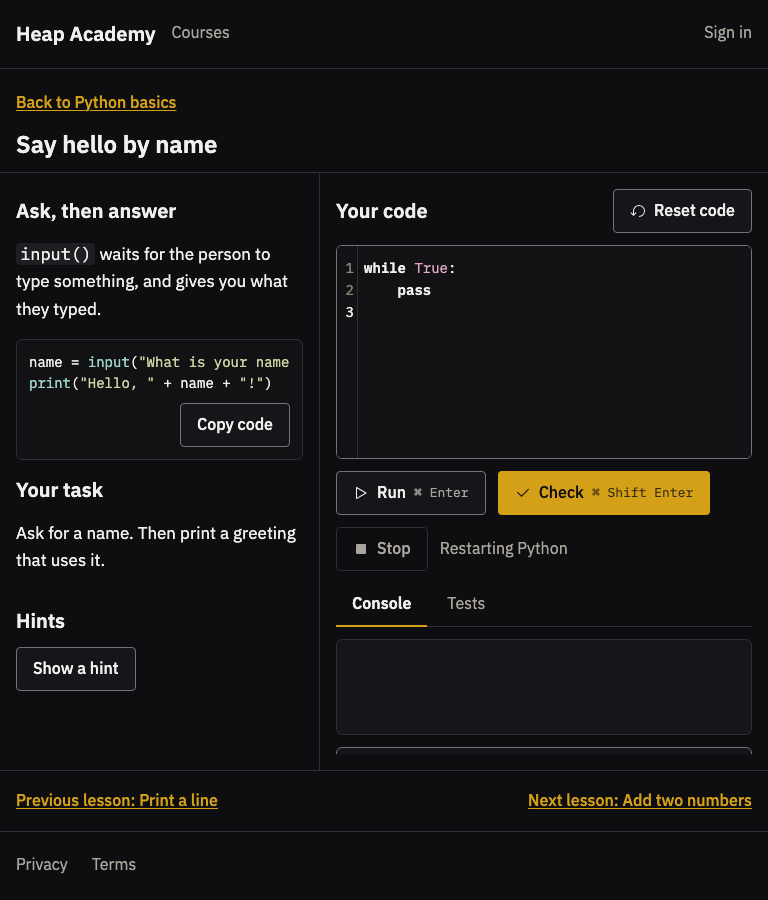 Heap Academy Courses Sign in
Back to Python basics
Say hello by name
Ask, then answer
input() waits for the person to
type something, and gives you what
they typed.
name = input("What is your name
print("Hello, " + name + "!")
Copy code
Your task
Ask for a name. Then print a greeting
that uses it.
Hints
Show a hint
Your code
Reset code
1 while True:
2     pass
3
Run ⌘ Enter
Check ⌘ Shift Enter
Stop Restarting Python
Console Tests
Previous lesson: Print a line
Next lesson: Add two numbers
Privacy Terms